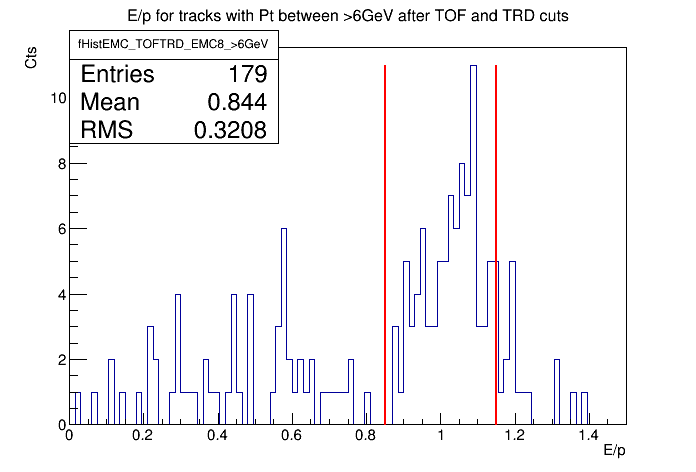 E/p for tracks with Pt between >6GeV after TOF and TRD cuts
fHistEMC_TOFTRD_EMC8_>6GeV
Entries 179
Mean 0.844
RMS 0.3208
Cts
10
8
6
4
2
0
0 0.2 0.4 0.6 0.8 1 1.2 1.4
E/p